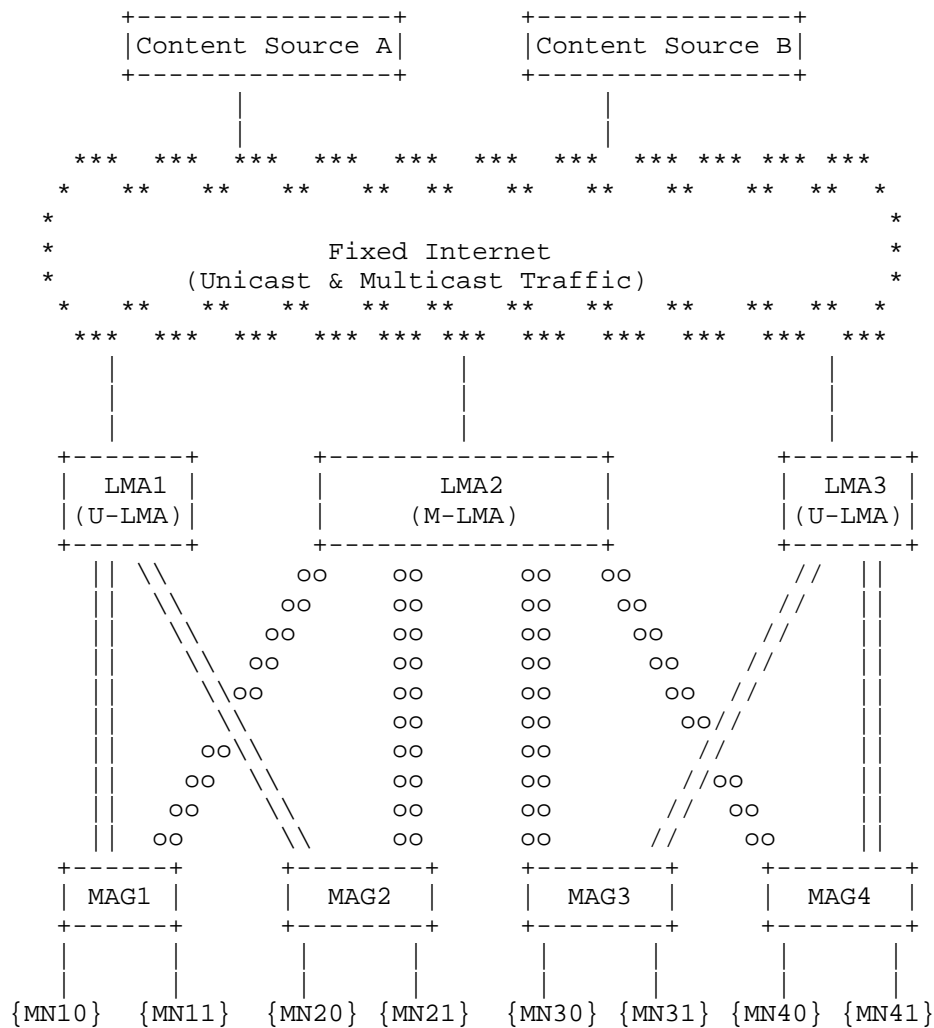 Content Source A Content Source B
Fixed Internet
(Unicast & Multicast Traffic)
LMA1 LMA2 LMA3
(U-LMA) (M-LMA) (U-LMA)
MAG1 MAG2 MAG3 MAG4
{MN10} {MN11} {MN20} {MN21} {MN30} {MN31} {MN40} {MN41}